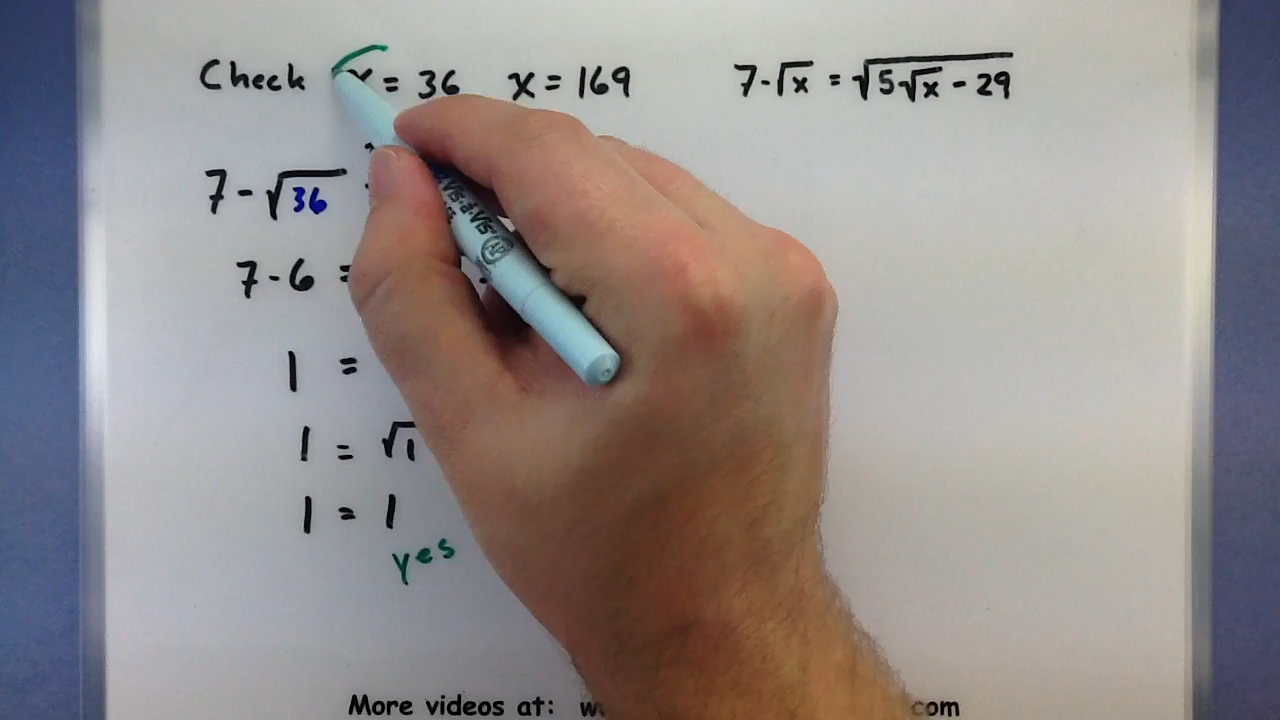 Check x = 36 x = 169 7-√x = √(5√x - 29)
7 - √36
7 - 6 =
1 =
1 = √1
1 = 1
yes
More videos at: com